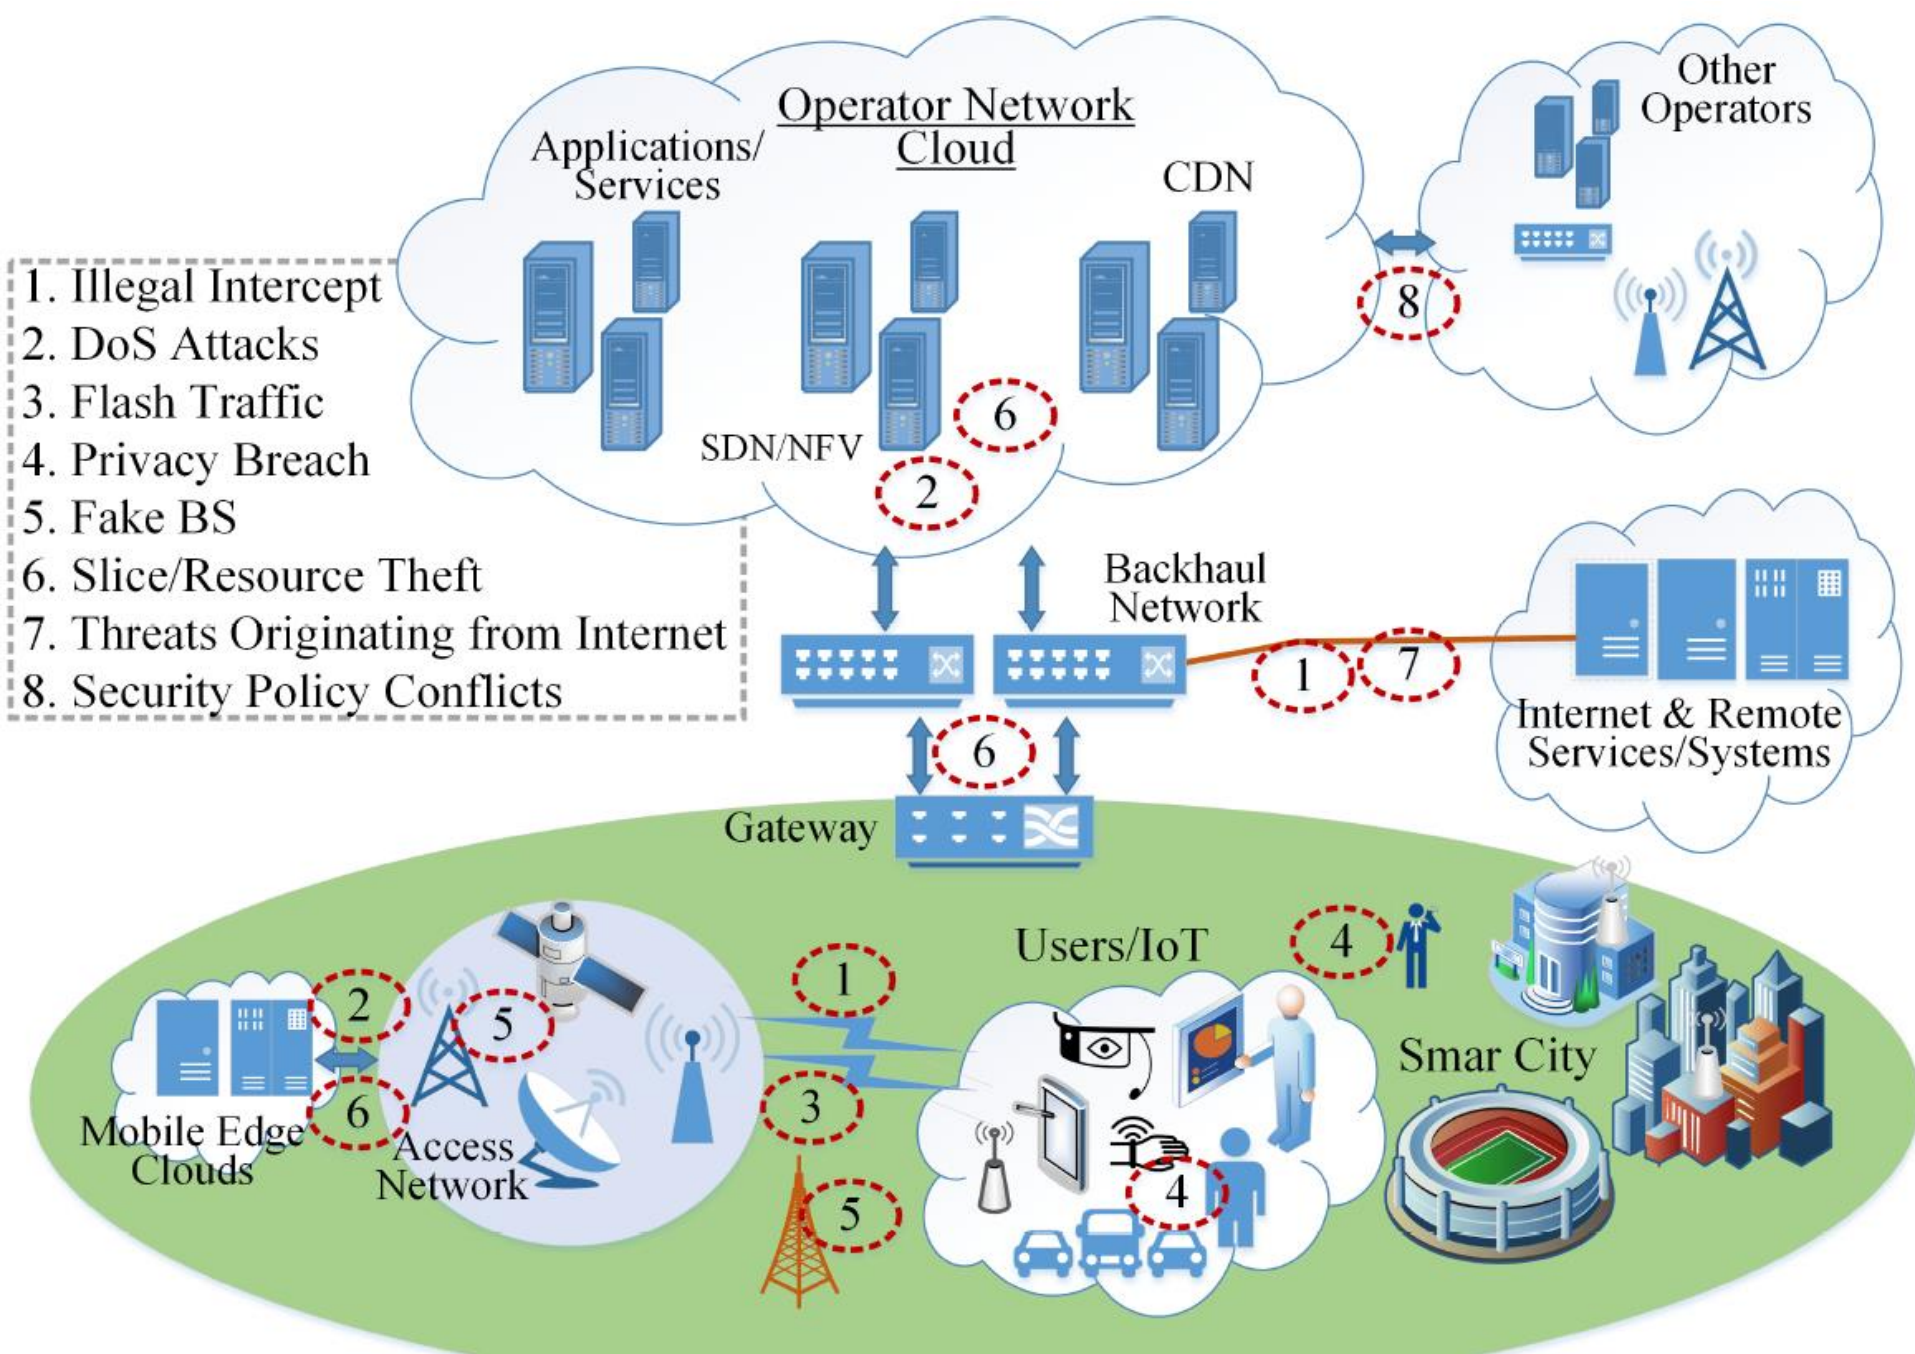 Operator Network
Cloud
Applications/
Services
CDN
SDN/NFV
6
2
Other
Operators
8
1. Illegal Intercept
2. DoS Attacks
3. Flash Traffic
4. Privacy Breach
5. Fake BS
6. Slice/Resource Theft
7. Threats Originating from Internet
8. Security Policy Conflicts
Backhaul
Network
1
7
Internet & Remote
Services/Systems
6
Gateway
2
6
Mobile Edge
Clouds
5
Access
Network
1
3
5
Users/IoT
4
4
Smar City